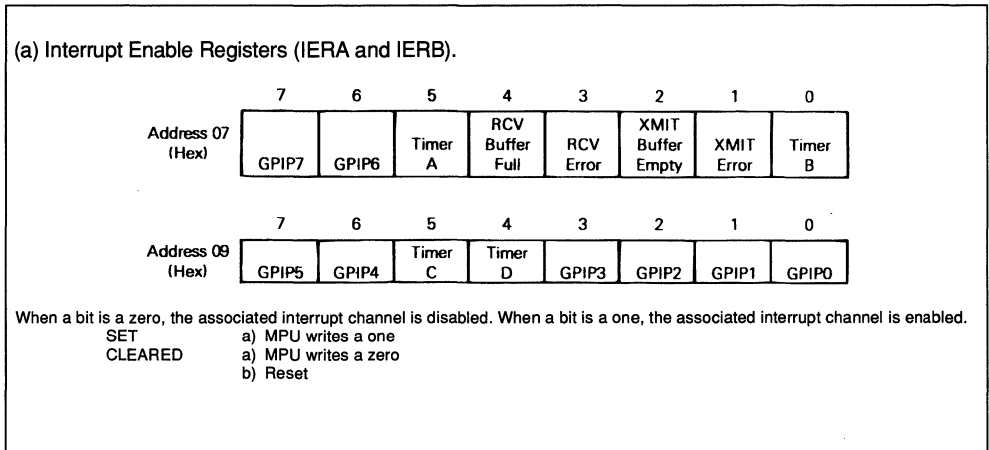 (a) Interrupt Enable Registers (IERA and IERB).
7 6 5 4 3 2 1 0
Address 07 (Hex) GPIP7 GPIP6 Timer A RCV Buffer Full RCV Error XMIT Buffer Empty XMIT Error Timer B
7 6 5 4 3 2 1 0
Address 09 (Hex) GPIP5 GPIP4 Timer C Timer D GPIP3 GPIP2 GPIP1 GPIP0
When a bit is a zero, the associated interrupt channel is disabled. When a bit is a one, the associated interrupt channel is enabled.
SET a) MPU writes a one
CLEARED a) MPU writes a zero
b) Reset